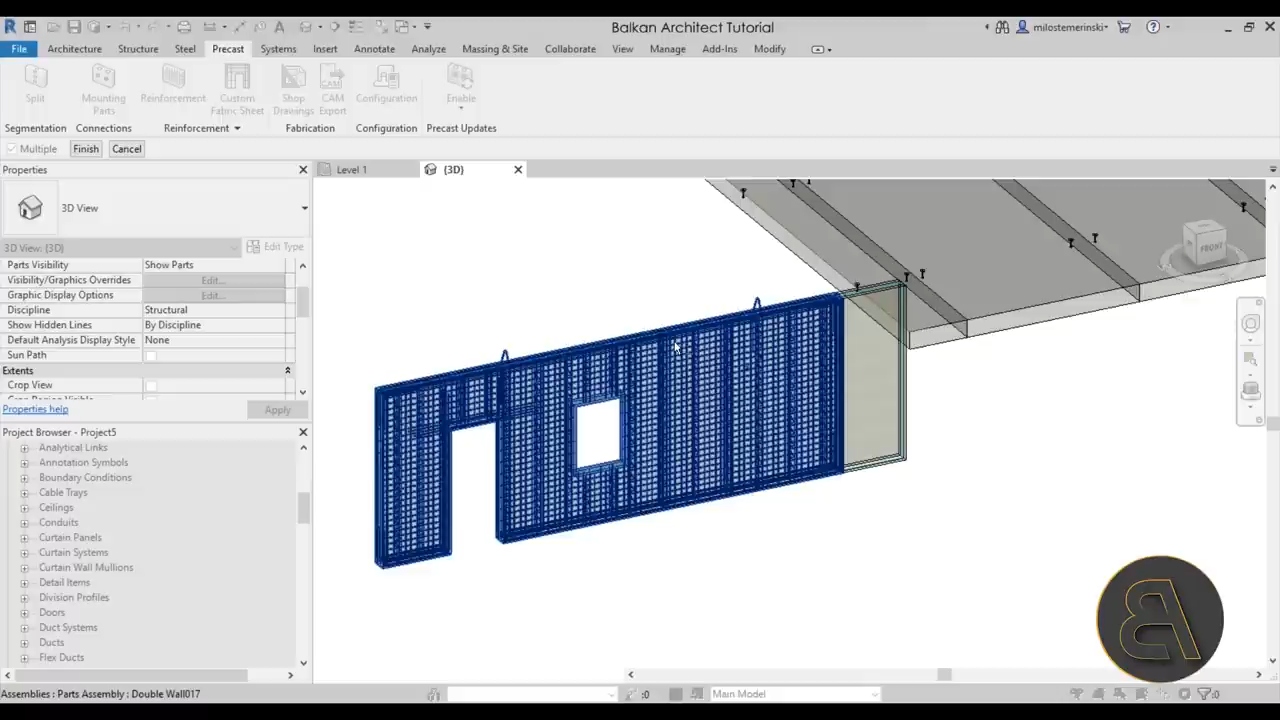 Balkan Architect Tutorial
milostemerinski
File Architecture Structure Steel Precast Systems Insert Annotate Analyze Massing & Site Collaborate View Manage Add-Ins Modify
Split Mounting Parts Reinforcement Custom Fabric Sheet Shop Drawings CAM Export Configuration Enable
Segmentation Connections Reinforcement Fabrication Configuration Precast Updates
Multiple Finish Cancel
Properties
Level 1 {3D}
3D View
3D View: {3D} Edit Type
Parts Visibility Show Parts
Visibility/Graphics Overrides Edit...
Graphic Display Options Edit...
Discipline Structural
Show Hidden Lines By Discipline
Default Analysis Display Style None
Sun Path
Extents
Crop View
Properties help Apply
Project Browser - Project5
Analytical Links
Annotation Symbols
Boundary Conditions
Cable Trays
Ceilings
Conduits
Curtain Panels
Curtain Systems
Curtain Wall Mullions
Detail Items
Division Profiles
Doors
Duct Systems
Ducts
Flex Ducts
FRONT
Assemblies : Parts Assembly : Double Wall017
:0
Main Model
:0